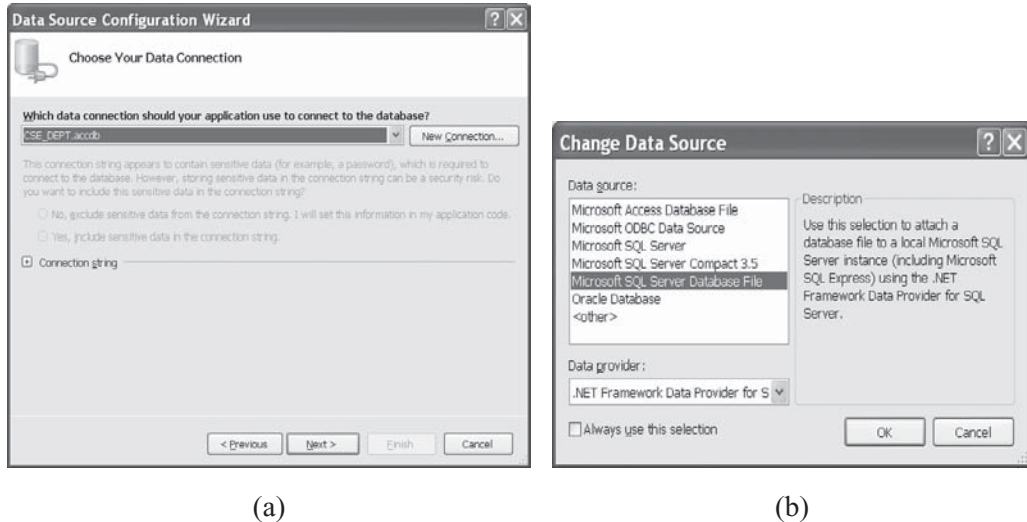 Data Source Configuration Wizard
Choose Your Data Connection
Which data connection should your application use to connect to the database?
CSE_DEPT.accdb
New Connection...
This connection string appears to contain sensitive data (for example, a password), which is required to
connect to the database. However, storing sensitive data in the connection string can be a security risk. Do
you want to include this sensitive data in the connection string?
No, exclude sensitive data from the connection string. I will set this information in my application code.
Yes, include sensitive data in the connection string.
Connection string
< Previous
Next >
Finish
Cancel
(a)
Change Data Source
Data source:
Microsoft Access Database File
Microsoft ODBC Data Source
Microsoft SQL Server
Microsoft SQL Server Compact 3.5
Microsoft SQL Server Database File
Oracle Database
<other>
Description
Use this selection to attach a
database file to a local Microsoft SQL
Server instance (including Microsoft
SQL Express) using the .NET
Framework Data Provider for SQL
Server.
Data provider:
.NET Framework Data Provider for S
Always use this selection
OK
Cancel
(b)